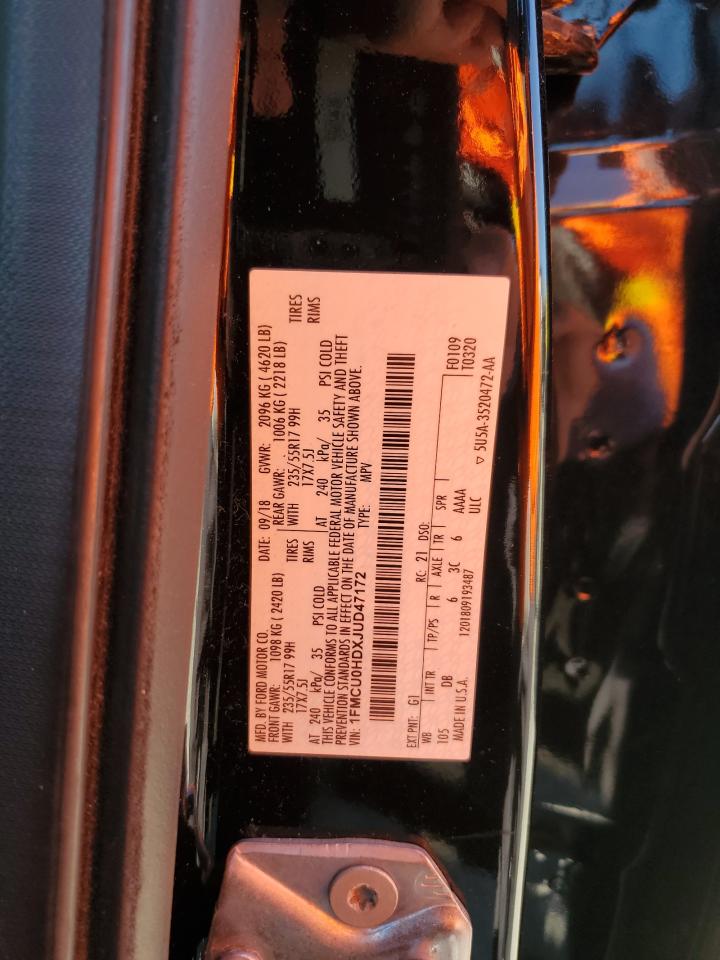 MFD. BY FORD MOTOR CO. DATE: 09/18 GVWR: 2096 KG ( 4620 LB)
FRONT GAWR: 1098 KG ( 2420 LB) REAR GAWR: 1006 KG ( 2218 LB)
WITH 235/55R17 99H TIRES WITH 235/55R17 99H TIRES
17X7.5J RIMS 17X7.5J RIMS
AT 240 kPa/ 35 PSI COLD AT 240 kPa/ 35 PSI COLD
THIS VEHICLE CONFORMS TO ALL APPLICABLE FEDERAL MOTOR VEHICLE SAFETY AND THEFT
PREVENTION STANDARDS IN EFFECT ON THE DATE OF MANUFACTURE SHOWN ABOVE.
VIN: 1FMCU0HDXJUD47172 TYPE: MPV
EXT PNT: G1 RC: 21 DSO: F0109
WB INT TR TP/PS R AXLE TR SPR T0320
105 DB 6 3C 6 AAAA
MADE IN U.S.A. 1201809193487 ULC ▽ 5U5A-3520472-AA